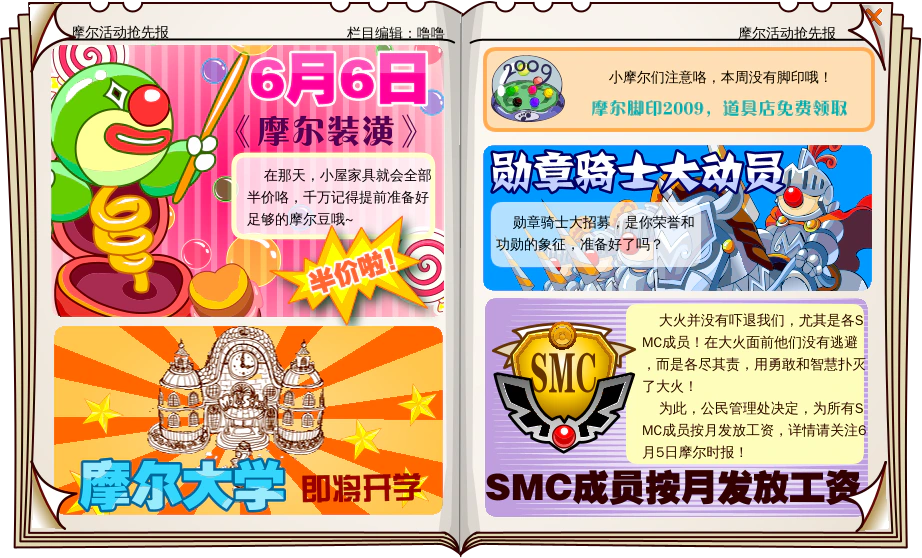 摩尔活动抢先报
栏目编辑：噜噜
6月6日
《摩尔装潢》
在那天，小屋家具就会全部
半价咯，千万记得提前准备好
足够的摩尔豆哦~
半价啦！
摩尔大学 即将开学
摩尔活动抢先报
2009
小摩尔们注意咯，本周没有脚印哦！
摩尔脚印2009，道具店免费领取
勋章骑士大动员
勋章骑士大招募，是你荣誉和
功勋的象征，准备好了吗？
SMC
大火并没有吓退我们，尤其是各S
MC成员！在大火面前他们没有逃避
，而是各尽其责，用勇敢和智慧扑灭
了大火！
为此，公民管理处决定，为所有S
MC成员按月发放工资，详情请关注6
月5日摩尔时报！
SMC成员按月发放工资